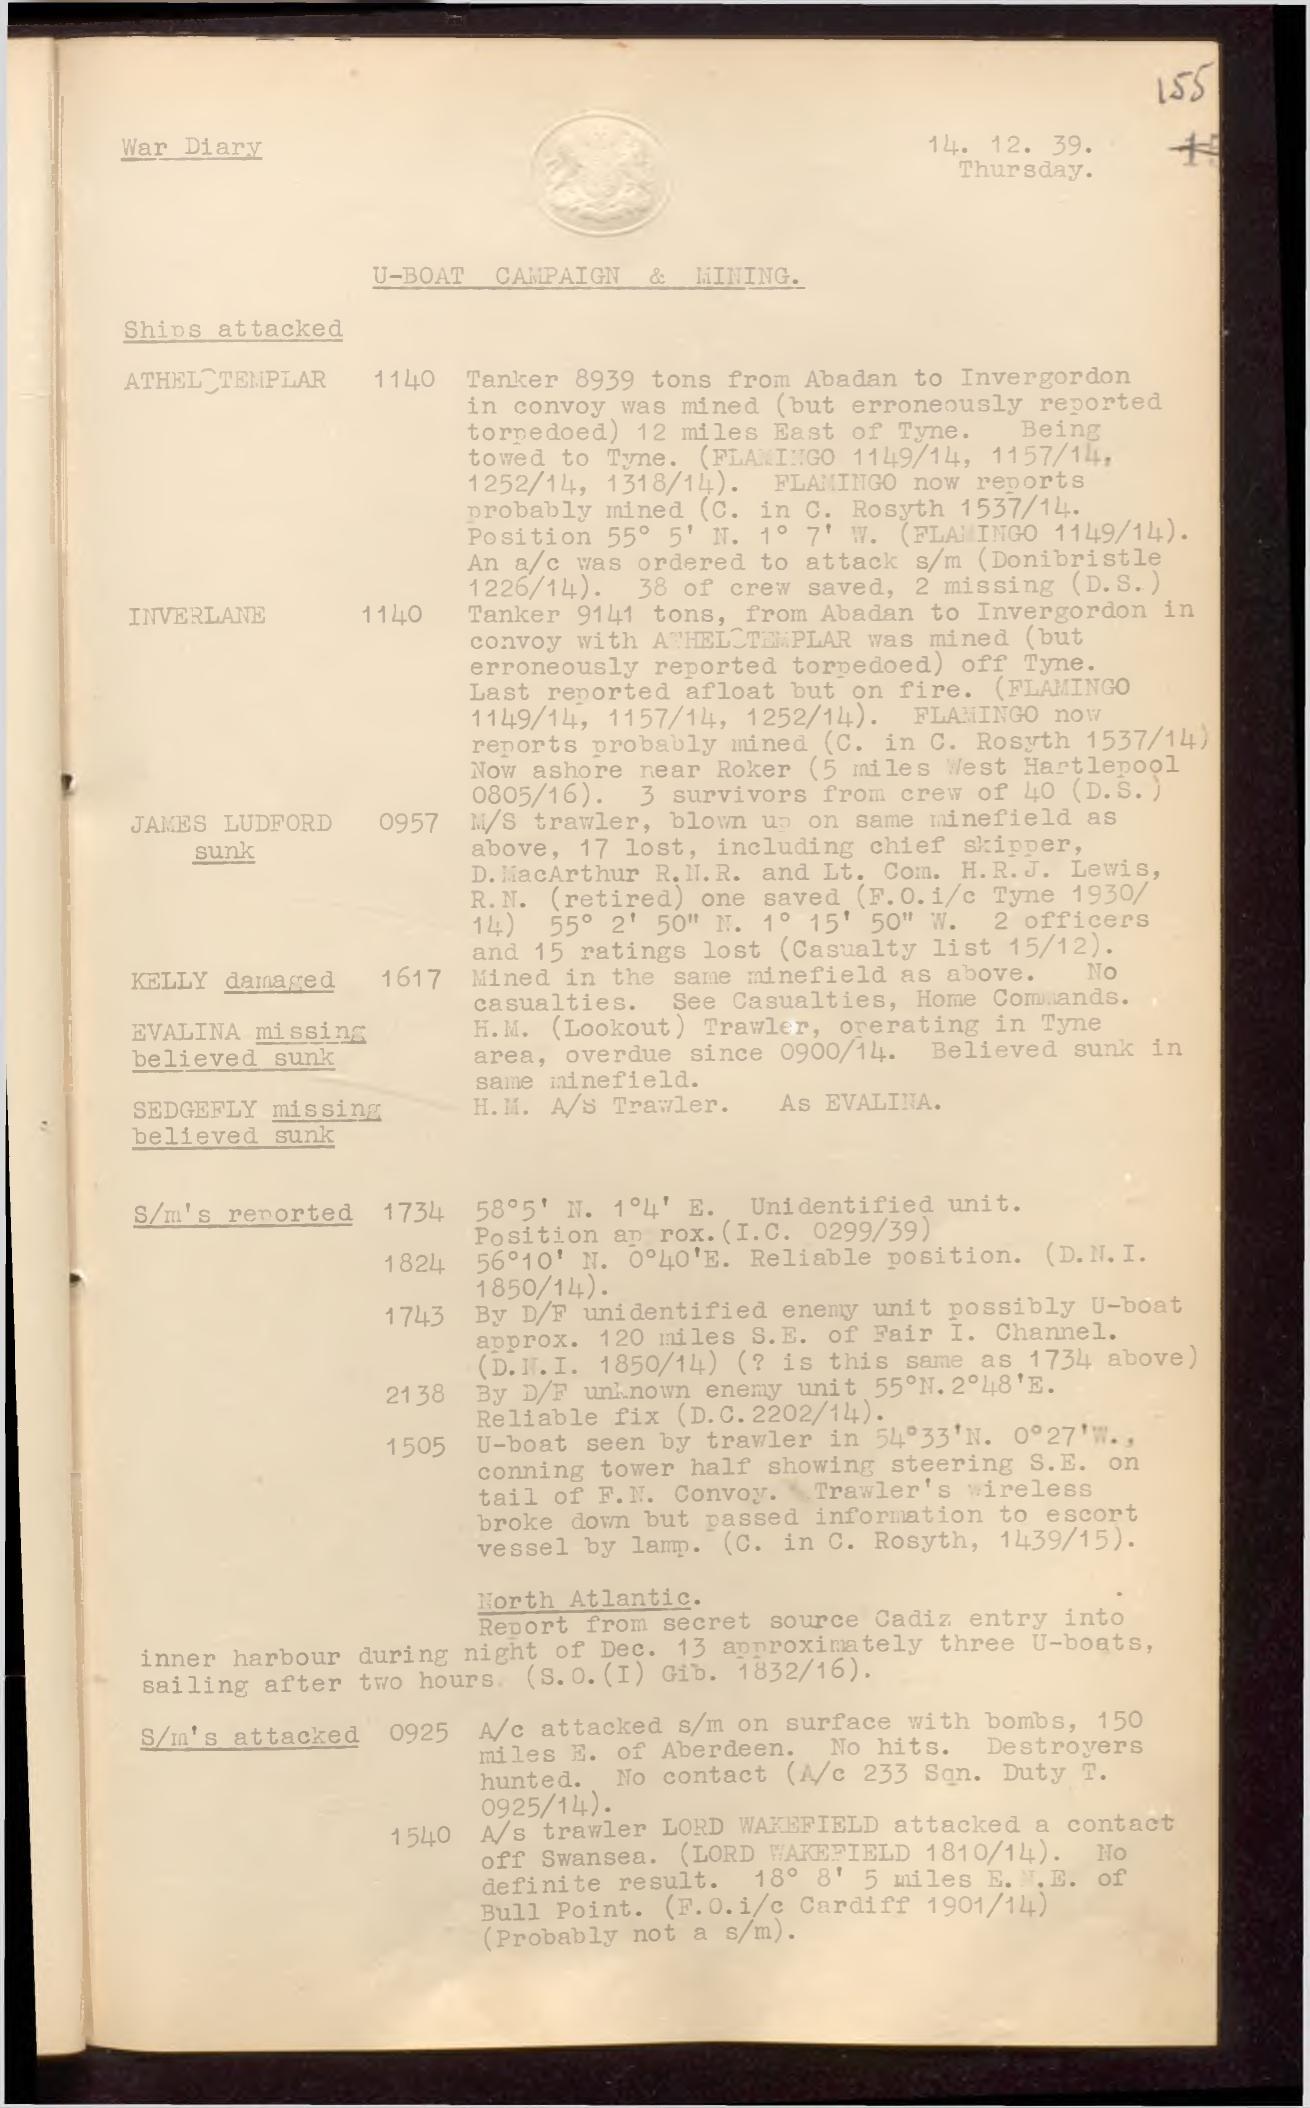 155
War Diary
14. 12. 39.
Thursday.
U-BOAT CAMPAIGN & MINING.
Ships attacked
ATHEL TEMPLAR 1140 Tanker 8939 tons from Abadan to Invergordon
in convoy was mined (but erroneously reported
torpedoed) 12 miles East of Tyne. Being
towed to Tyne. (FLAMINGO 1149/14, 1157/14,
1252/14, 1318/14). FLAMINGO now reports
probably mined (C. in C. Rosyth 1537/14.
Position 55° 5' N. 1° 7' W. (FLAMINGO 1149/14).
An a/c was ordered to attack s/m (Donibristle
1226/14). 38 of crew saved, 2 missing (D.S.)
INVERLANE 1140 Tanker 9141 tons, from Abadan to Invergordon in
convoy with ATHEL TEMPLAR was mined (but
erroneously reported torpedoed) off Tyne.
Last reported afloat but on fire. (FLAMINGO
1149/14, 1157/14, 1252/14). FLAMINGO now
reports probably mined (C. in C. Rosyth 1537/14)
Now ashore near Roker (5 miles West Hartlepool
0805/16). 3 survivors from crew of 40 (D.S.)
JAMES LUDFORD 0957 M/S trawler, blown up on same minefield as
sunk above, 17 lost, including chief skipper,
D.MacArthur R.N.R. and Lt. Com. H.R.J. Lewis,
R.N. (retired) one saved (F.O.i/c Tyne 1930/
14) 55° 2' 50" N. 1° 15' 50" W. 2 officers
and 15 ratings lost (Casualty list 15/12).
KELLY damaged 1617 Mined in the same minefield as above. No
casualties. See Casualties, Home Commands.
EVALINA missing H.M. (Lookout) Trawler, operating in Tyne
believed sunk area, overdue since 0900/14. Believed sunk in
same minefield.
SEDGEFLY missing H.M. A/S Trawler. As EVALINA.
believed sunk
S/m's reported 1734 58°5' N. 1°4' E. Unidentified unit.
Position ap rox.(I.C. 0299/39)
1824 56°10' N. 0°40'E. Reliable position. (D.N.I.
1850/14).
1743 By D/F unidentified enemy unit possibly U-boat
approx. 120 miles S.E. of Fair I. Channel.
(D.N.I. 1850/14) (? is this same as 1734 above)
2138 By D/F unknown enemy unit 55°N.2°48'E.
Reliable fix (D.C.2202/14).
1505 U-boat seen by trawler in 54°33'N. 0°27'W.,
conning tower half showing steering S.E. on
tail of F.N. Convoy. Trawler's wireless
broke down but passed information to escort
vessel by lamp. (C. in C. Rosyth, 1439/15).
North Atlantic.
Report from secret source Cadiz entry into
inner harbour during night of Dec. 13 approximately three U-boats,
sailing after two hours. (S.O.(I) Gib. 1832/16).
S/m's attacked 0925 A/c attacked s/m on surface with bombs, 150
miles E. of Aberdeen. No hits. Destroyers
hunted. No contact (A/c 233 Sqn. Duty T.
0925/14).
1540 A/s trawler LORD WAKEFIELD attacked a contact
off Swansea. (LORD WAKEFIELD 1810/14). No
definite result. 18° 8' 5 miles E.N.E. of
Bull Point. (F.O.i/c Cardiff 1901/14)
(Probably not a s/m).